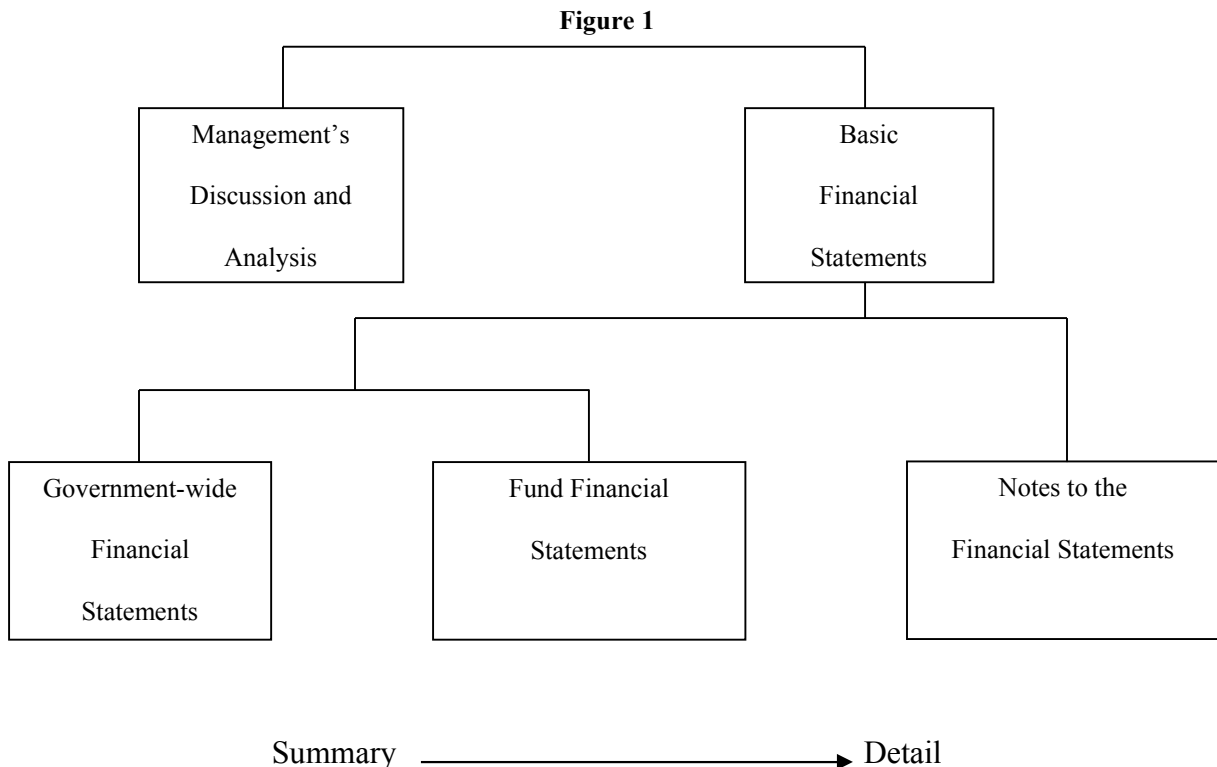 Figure 1
Management’s
Discussion and
Analysis
Basic
Financial
Statements
Government-wide
Financial
Statements
Fund Financial
Statements
Notes to the
Financial Statements
Summary
Detail